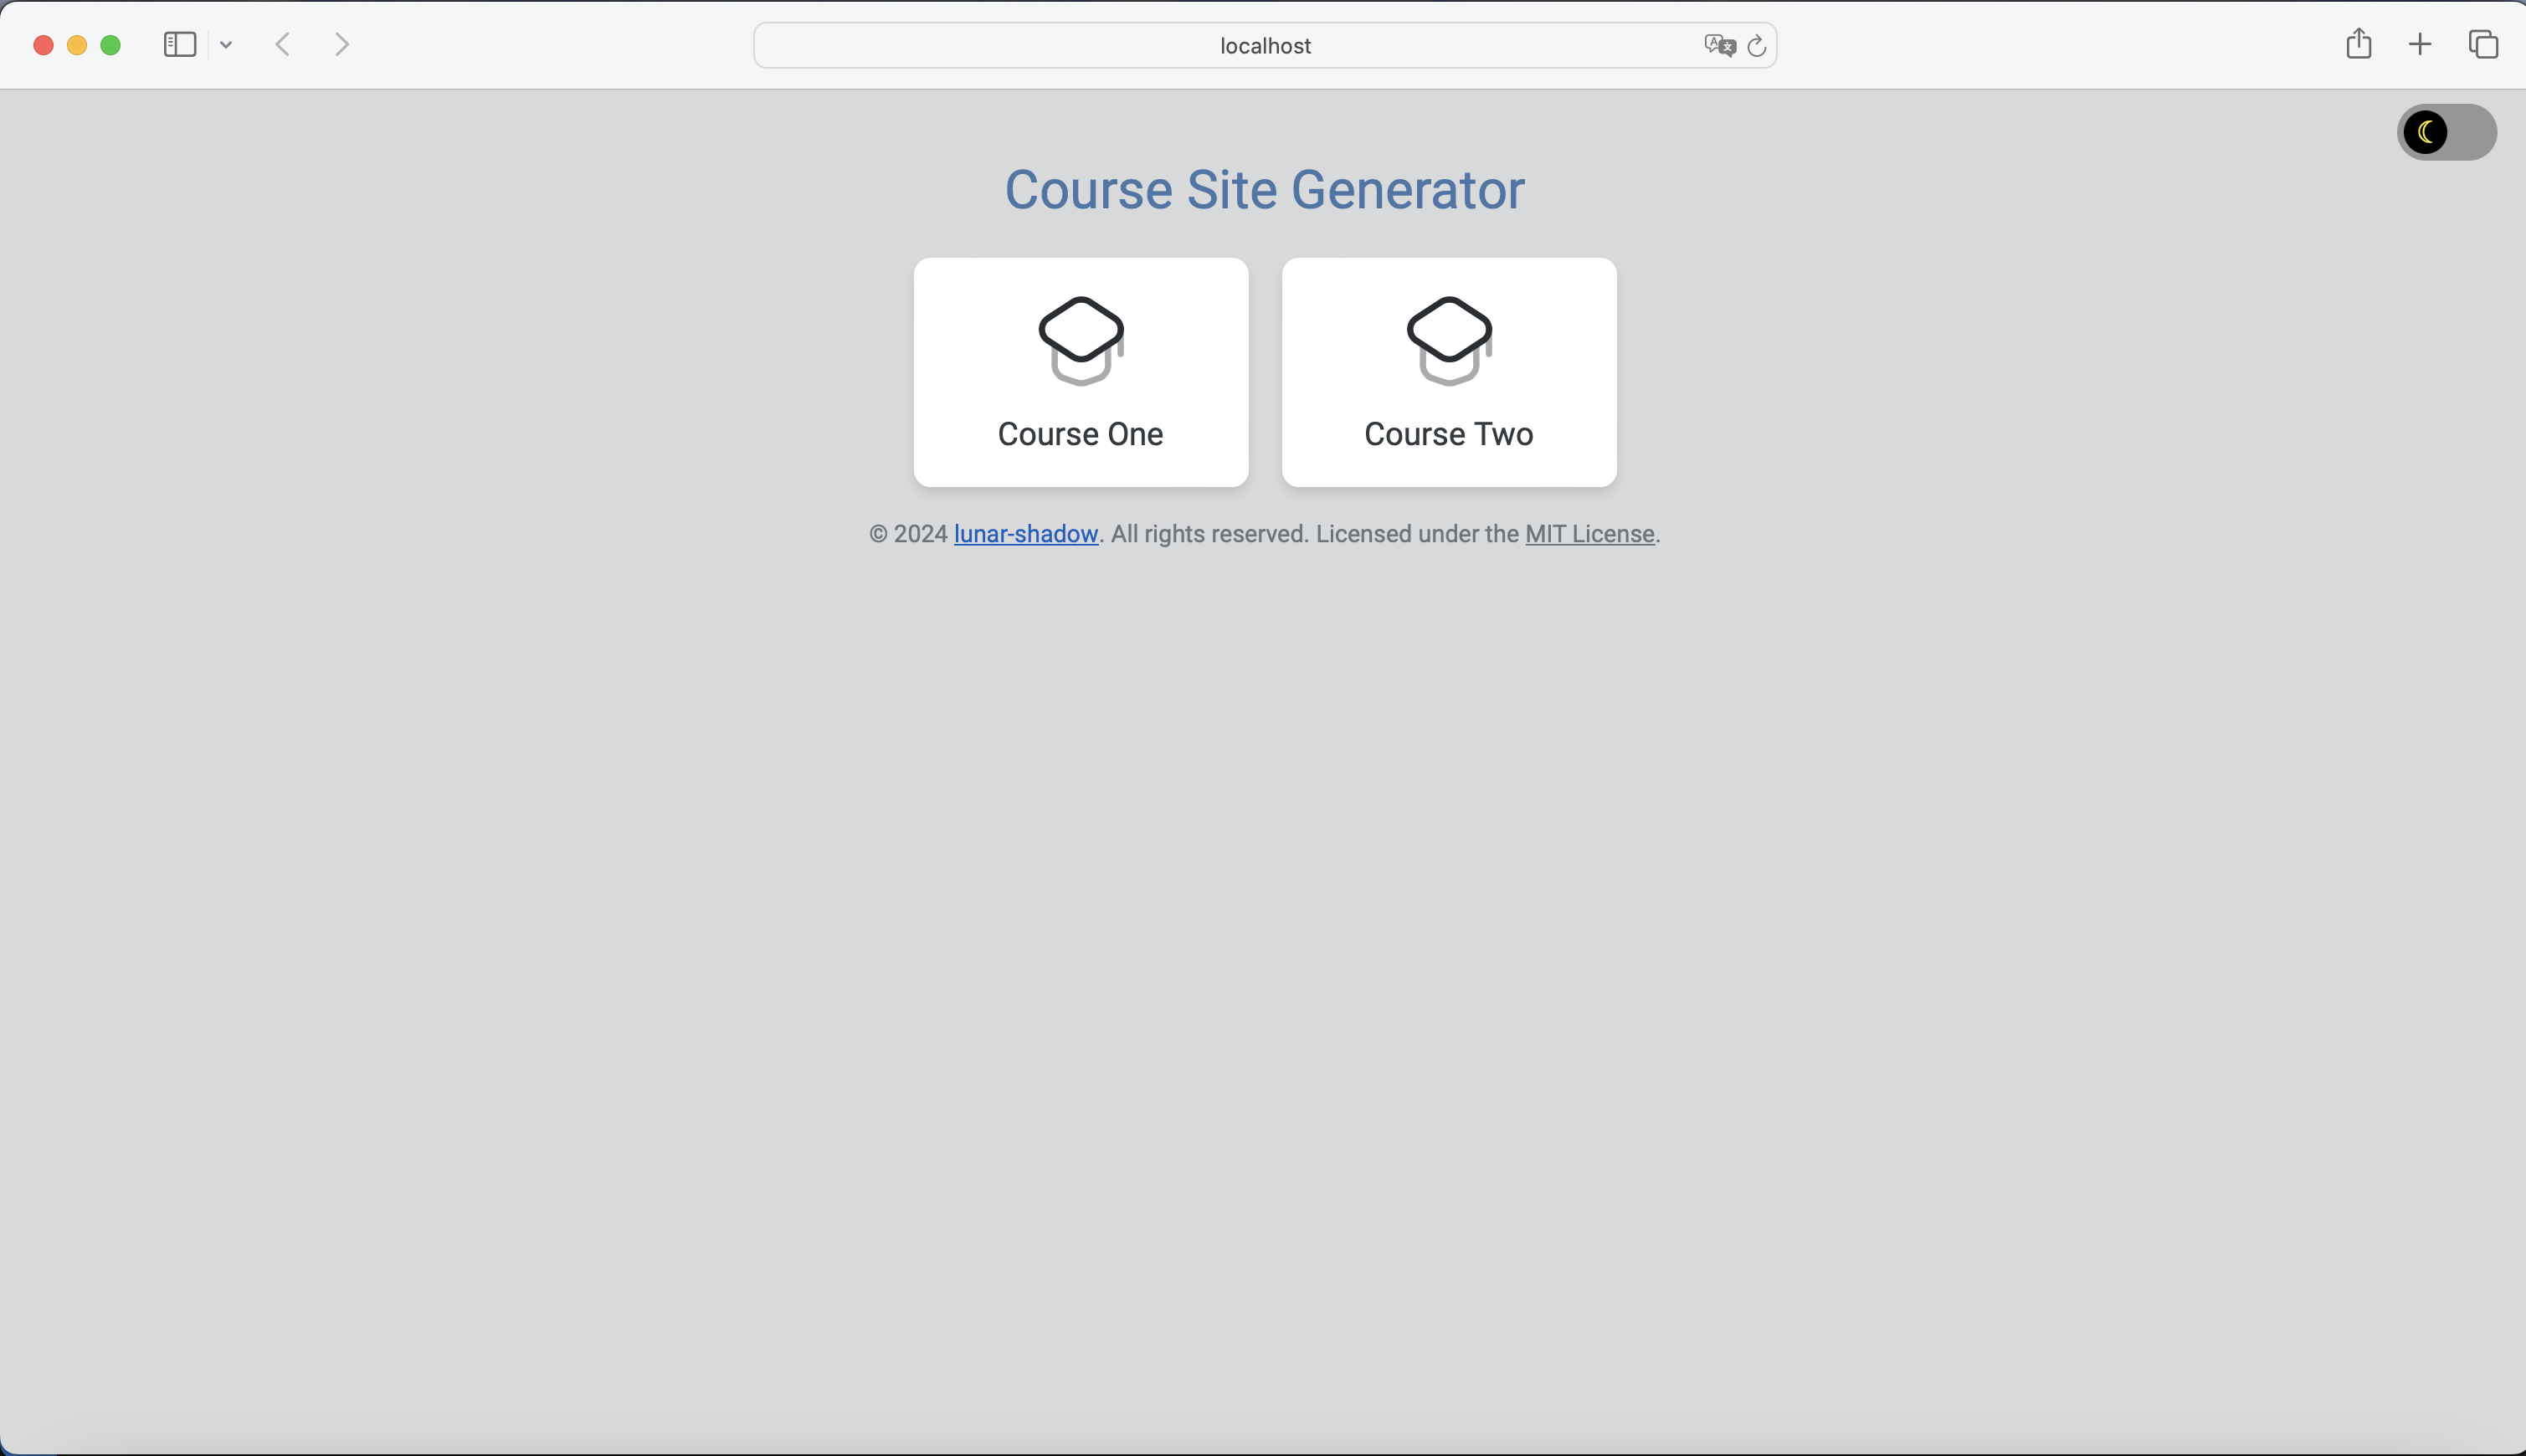 localhost
Course Site Generator
Course One
Course Two
© 2024 lunar-shadow. All rights reserved. Licensed under the MIT License.